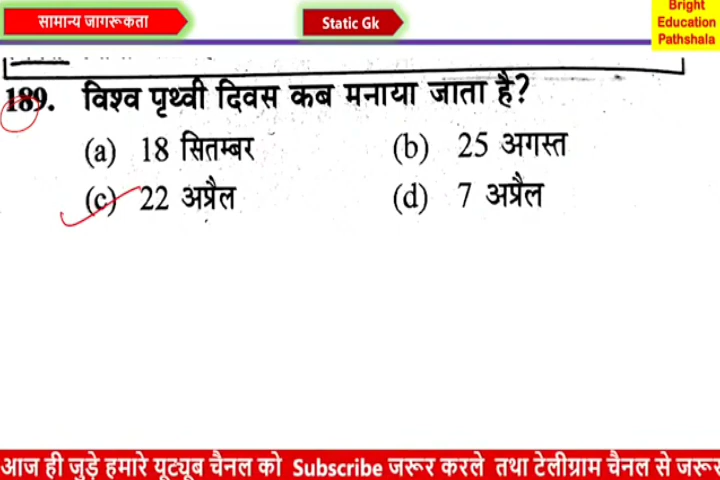 सामान्य जागरूकता
Static Gk
Bright
Education
Pathshala
189. विश्व पृथ्वी दिवस कब मनाया जाता है?
(a) 18 सितम्बर
(b) 25 अगस्त
(c) 22 अप्रैल
(d) 7 अप्रैल
आज ही जुड़े हमारे यूट्यूब चैनल को Subscribe जरूर करले तथा टेलीग्राम चैनल से जरूर